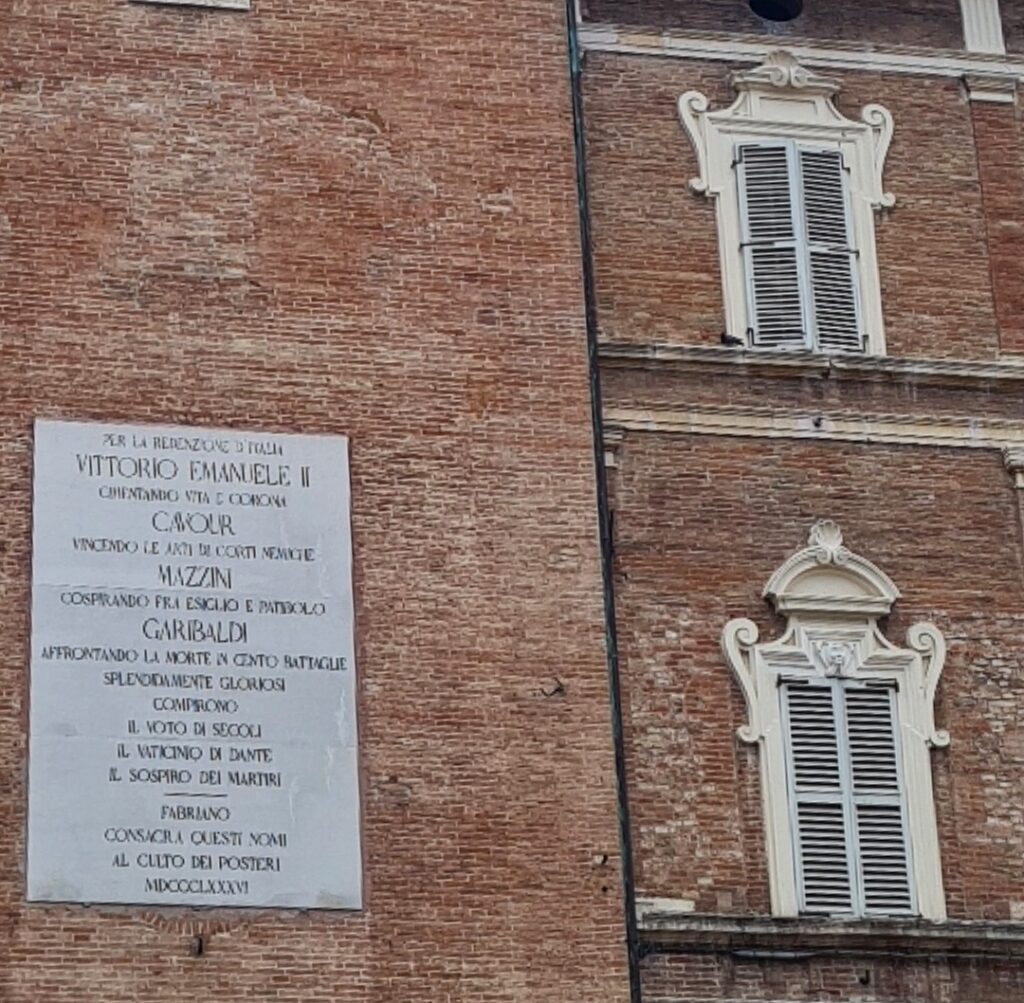 PER LA REDENZIONE D'ITALIA
VITTORIO EMANUELE II
CIMENTANDO VITA E CORONA
CAVOUR
VINCENDO LE ARTI DI CORTI NEMICHE
MAZZINI
COSPIRANDO FRA ESIGLIO E PATIBOLO
GARIBALDI
AFFRONTANDO LA MORTE IN CENTO BATTAGLIE
SPLENDIDAMENTE GLORIOSI
COMPIRONO
IL VOTO DI SECOLI
IL VATICINIO DI DANTE
IL SOSPIRO DEI MARTIRI
FABRIANO
CONSACRA QUESTI NOMI
AL CULTO DEI POSTERI
MDCCCLXXXVI